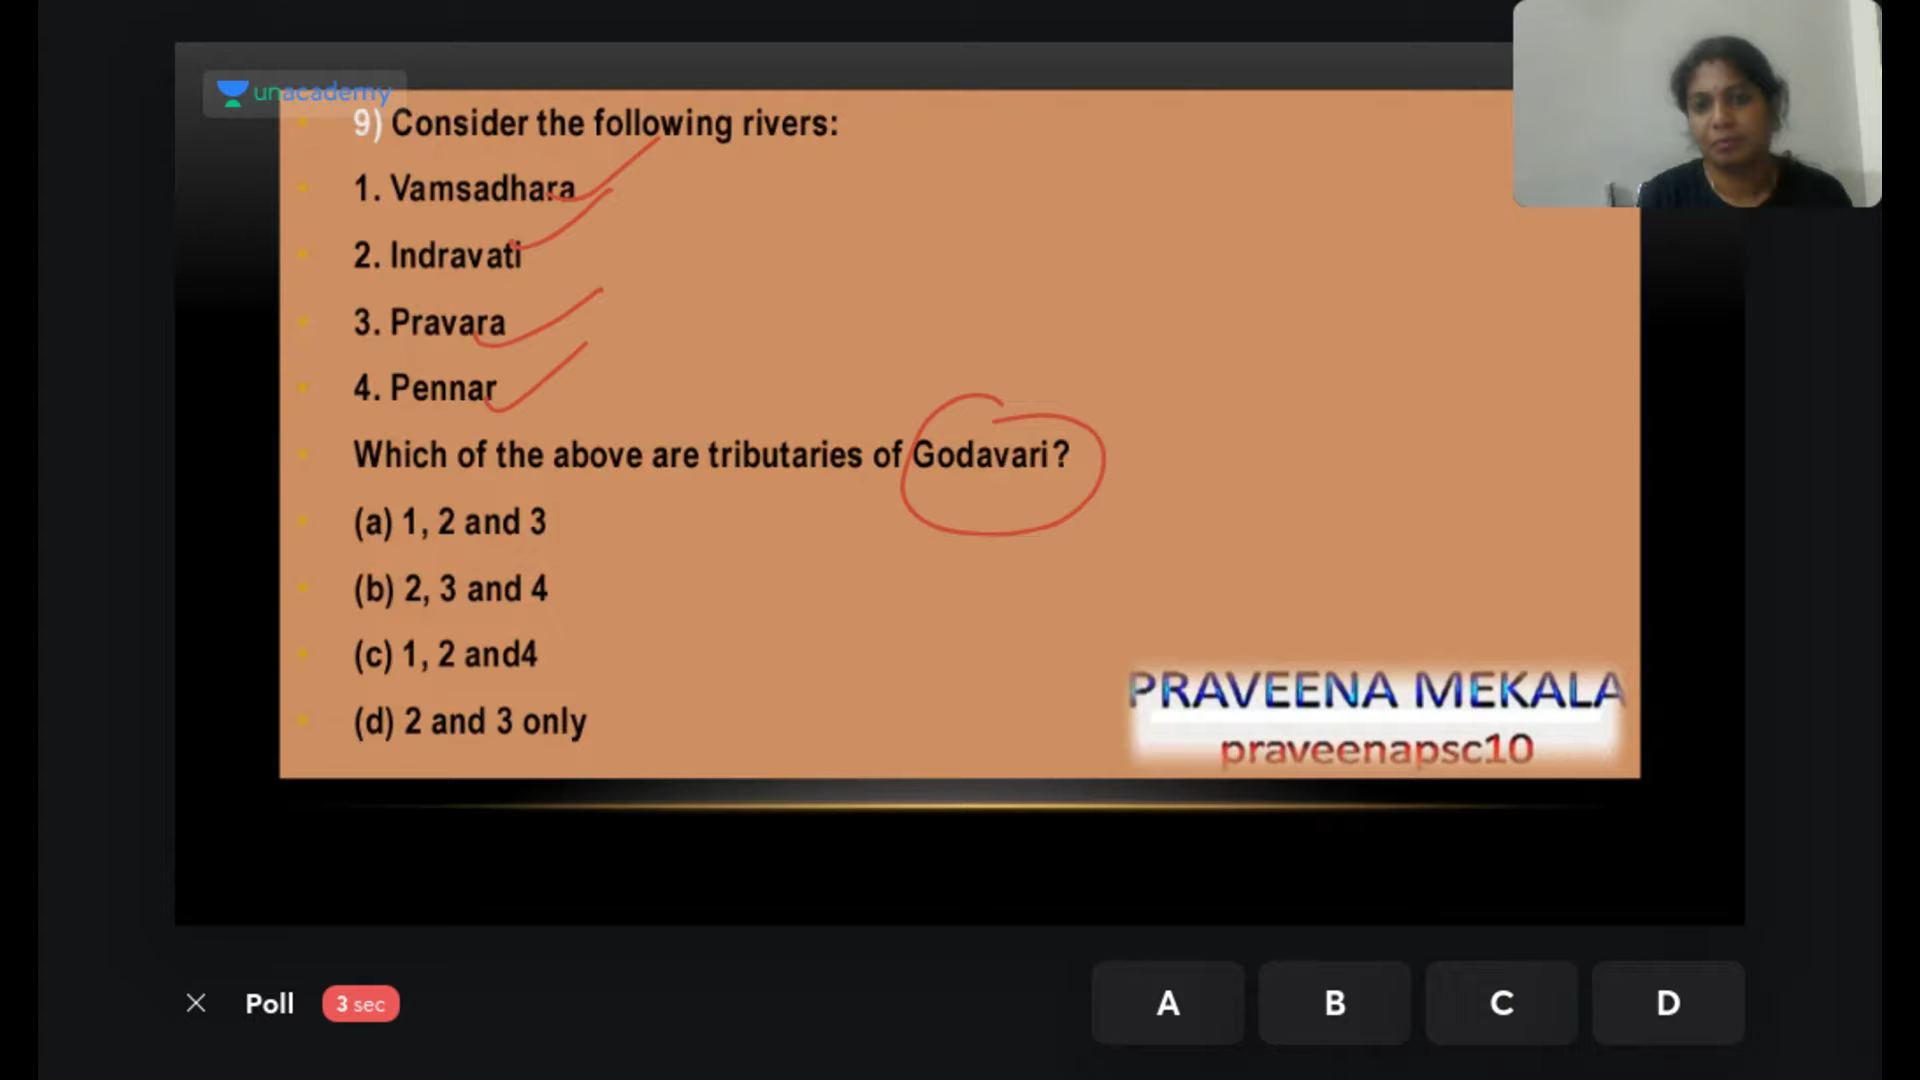 unacademy
9) Consider the following rivers:
1. Vamsadhara
2. Indravati
3. Pravara
4. Pennar
Which of the above are tributaries of Godavari?
(a) 1, 2 and 3
(b) 2, 3 and 4
(c) 1, 2 and4
(d) 2 and 3 only
PRAVEENA MEKALA
praveenapsc10
Poll 3 sec A B C D